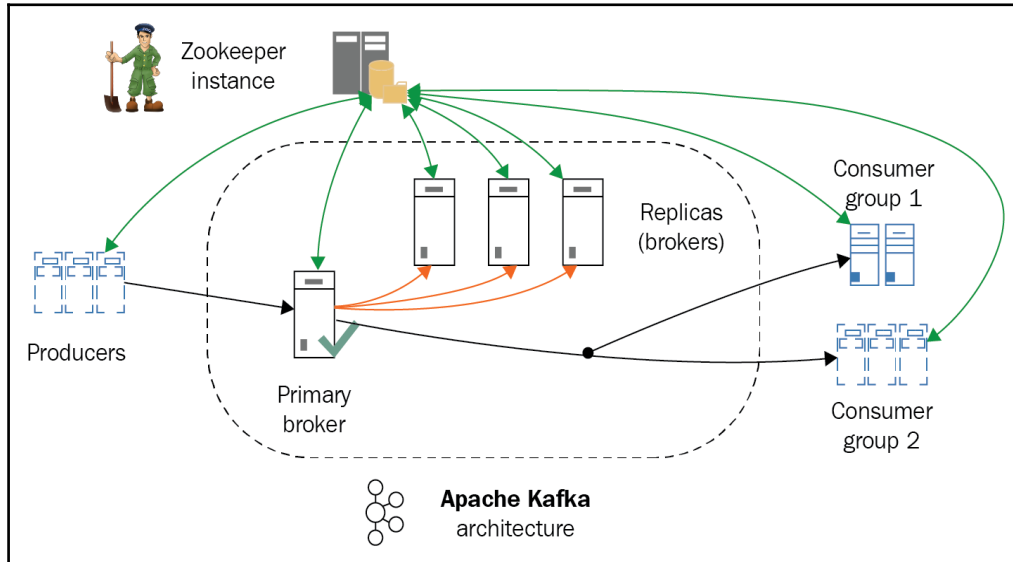 Zookeeper
instance
Consumer
group 1
Replicas
(brokers)
Producers
Primary
broker
Consumer
group 2
Apache Kafka
architecture